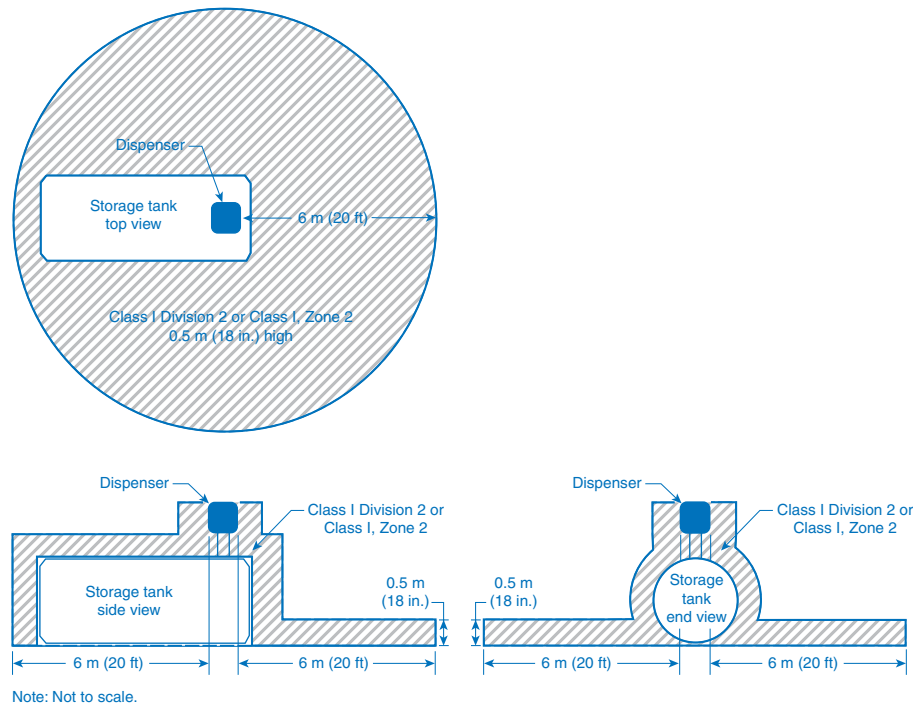 Dispenser
Storage tank
top view
6 m (20 ft)
Class I Division 2 or Class I, Zone 2
0.5 m (18 in.) high
Dispenser
Class I Division 2 or
Class I, Zone 2
Storage tank
side view
0.5 m
(18 in.)
6 m (20 ft)
6 m (20 ft)
Dispenser
Class I Division 2 or
Class I, Zone 2
0.5 m
(18 in.)
Storage
tank
end view
6 m (20 ft)
6 m (20 ft)
Note: Not to scale.